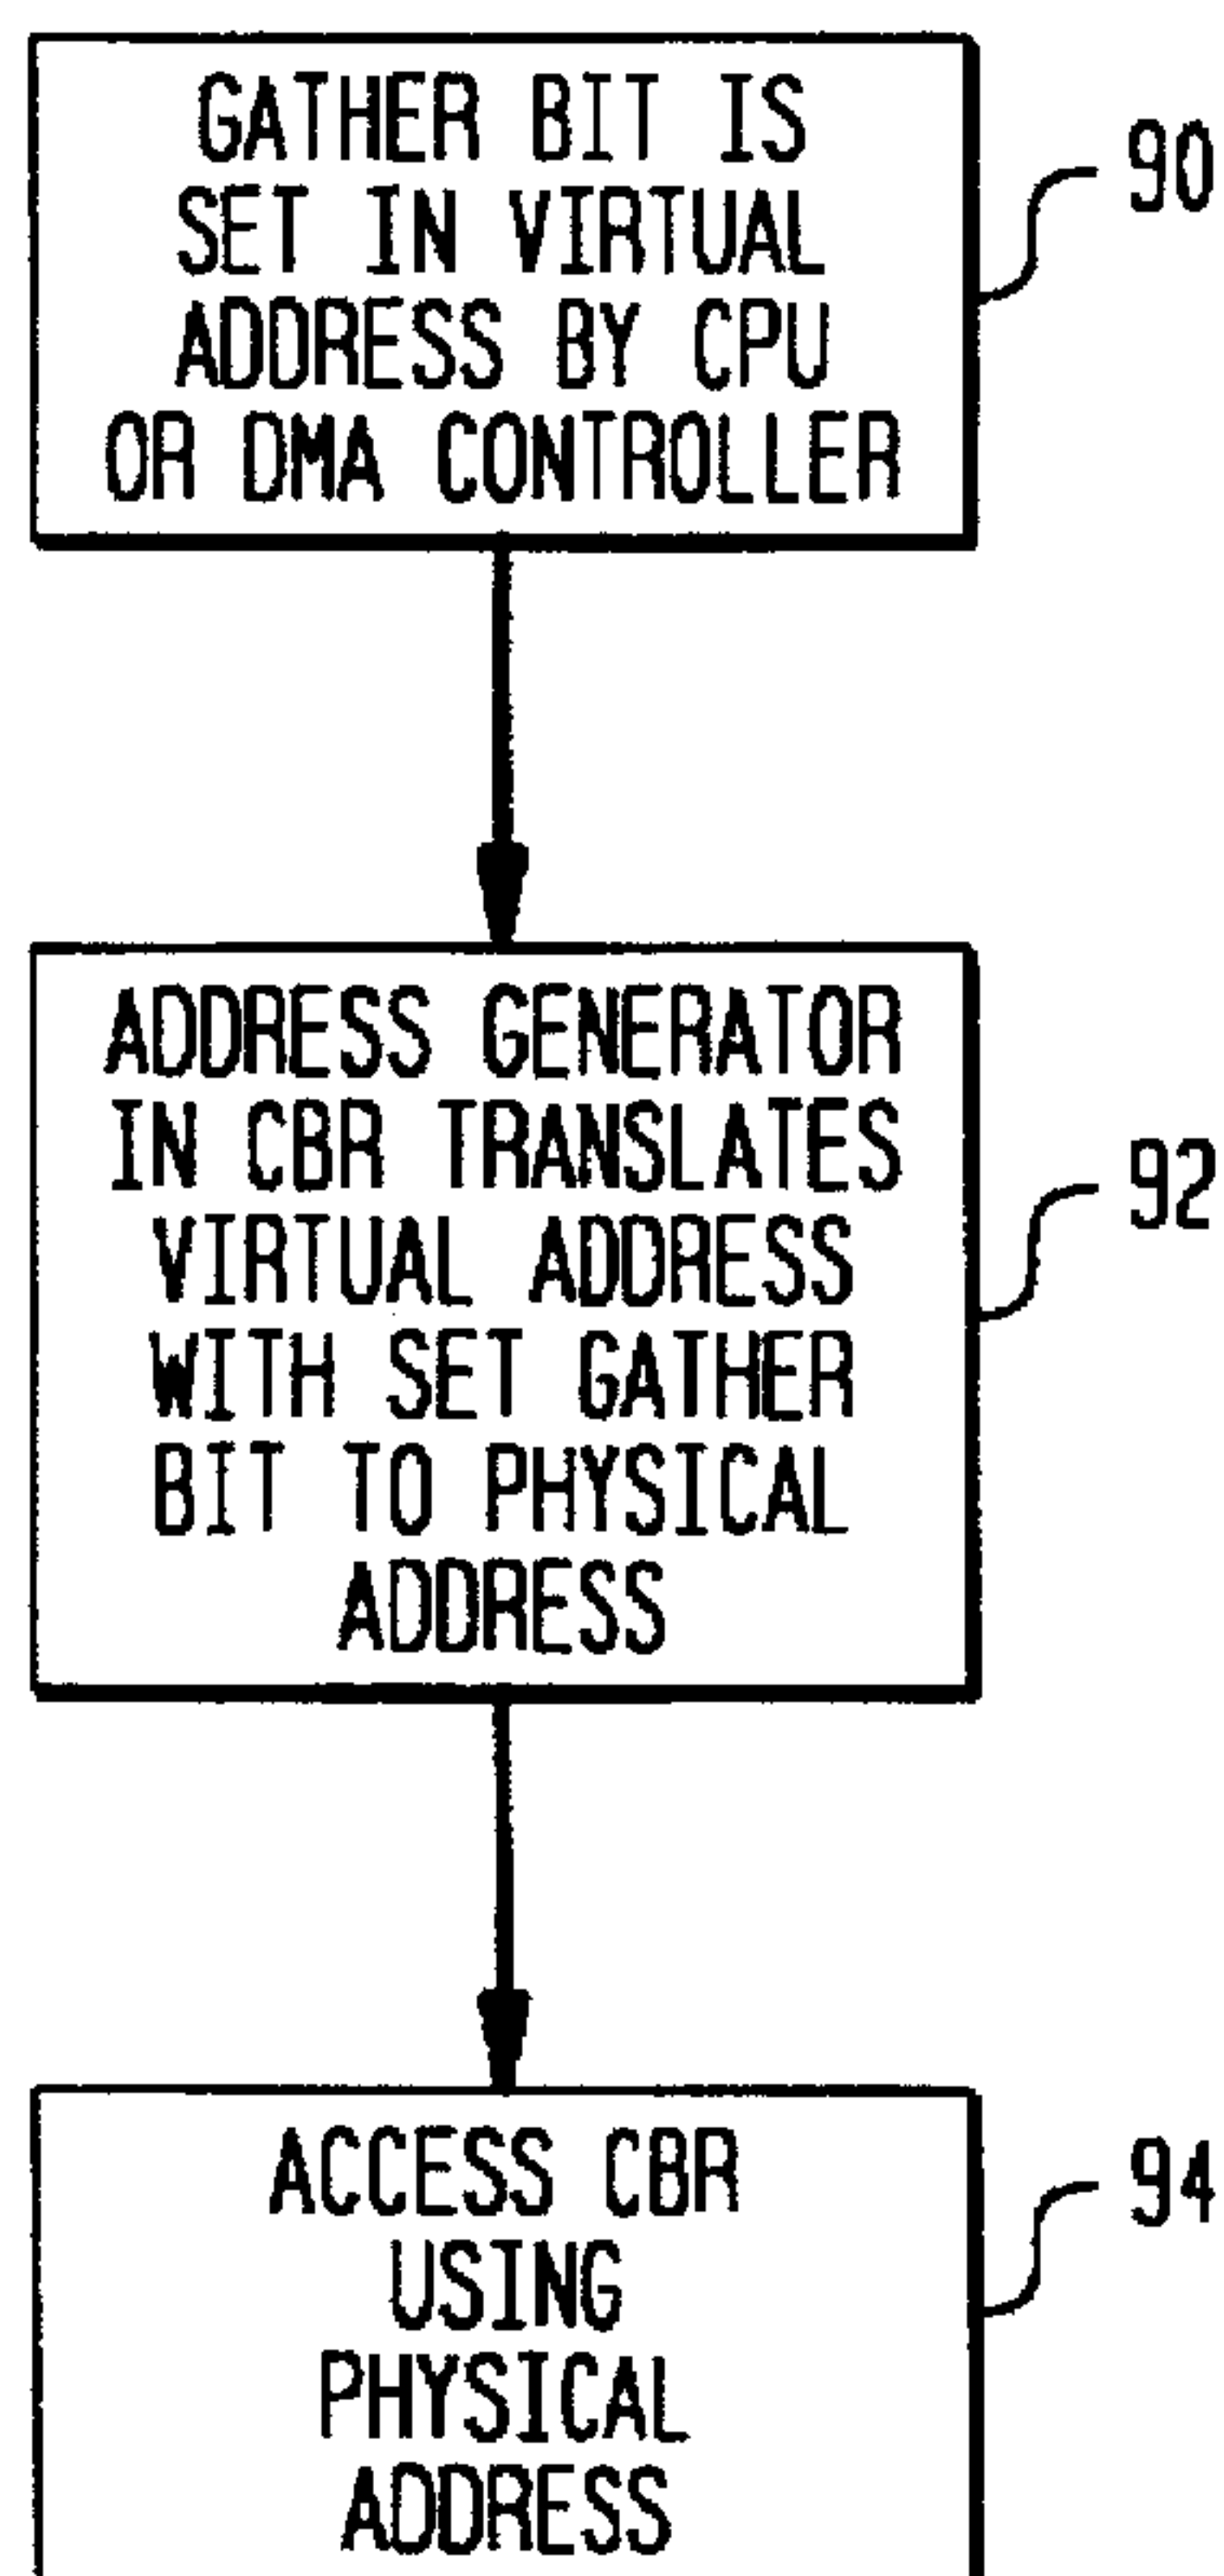 GATHER BIT IS
SET IN VIRTUAL
ADDRESS BY CPU
OR DMA CONTROLLER
90
ADDRESS GENERATOR
IN CBR TRANSLATES
VIRTUAL ADDRESS
WITH SET GATHER
BIT TO PHYSICAL
ADDRESS
92
ACCESS CBR
USING
PHYSICAL
ADDRESS
94